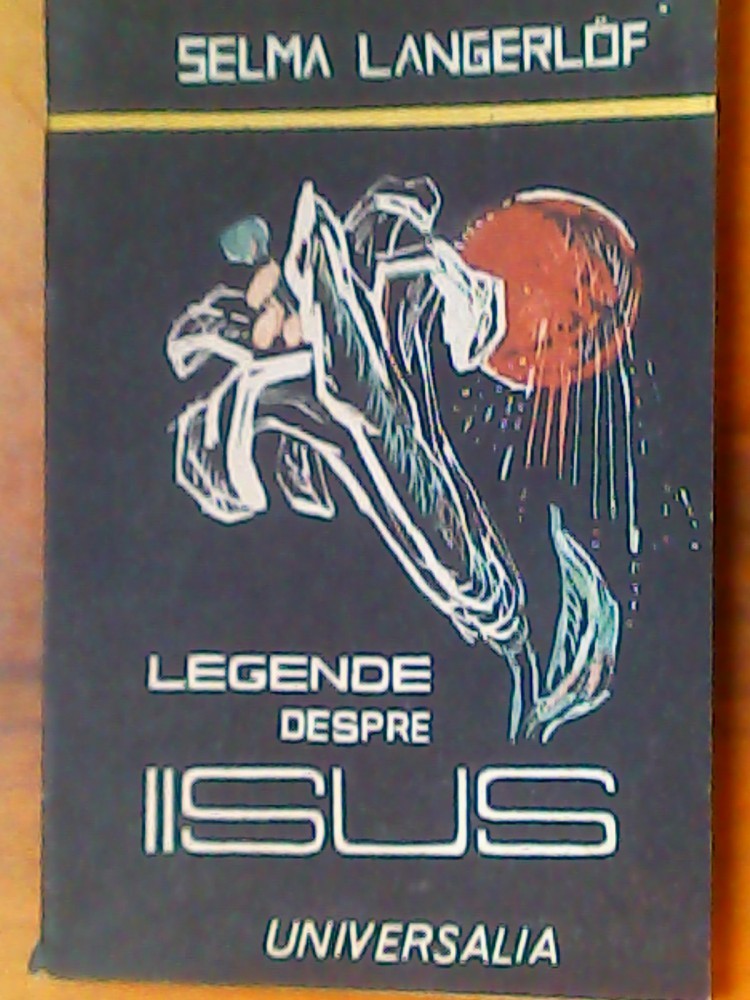 SELMA LANGERLÖF
LEGENDE
DESPRE
IISUS
UNIVERSALIA